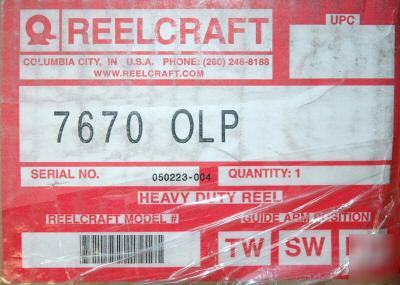 REELCRAFT
UPC
COLUMBIA CITY, IN U.S.A. PHONE: (260) 248-8188
WWW.REELCRAFT.COM
7670 OLP
SERIAL NO. 050223-004 QUANTITY: 1
HEAVY DUTY REEL
REELCRAFT MODEL # GUIDE ARM POSITION
TW SW